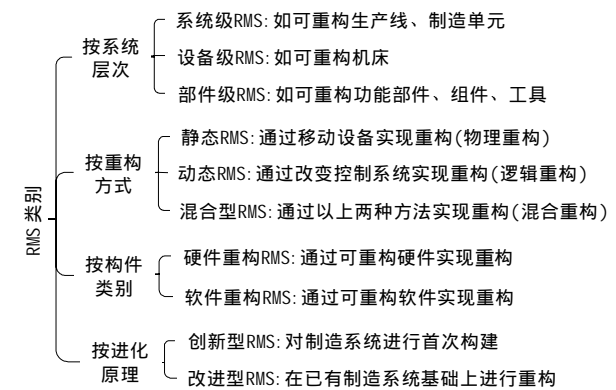 RMS类别
按系统
层次
系统级RMS:如可重构生产线、制造单元
设备级RMS:如可重构机床
部件级RMS:如可重构功能部件、组件、工具
按重构
方式
静态RMS:通过移动设备实现重构(物理重构)
动态RMS:通过改变控制系统实现重构(逻辑重构)
混合型RMS:通过以上两种方法实现重构(混合重构)
按构件
类别
硬件重构RMS:通过可重构硬件实现重构
软件重构RMS:通过可重构软件实现重构
按进化
原理
创新型RMS:对制造系统进行首次构建
改进型RMS:在已有制造系统基础上进行重构